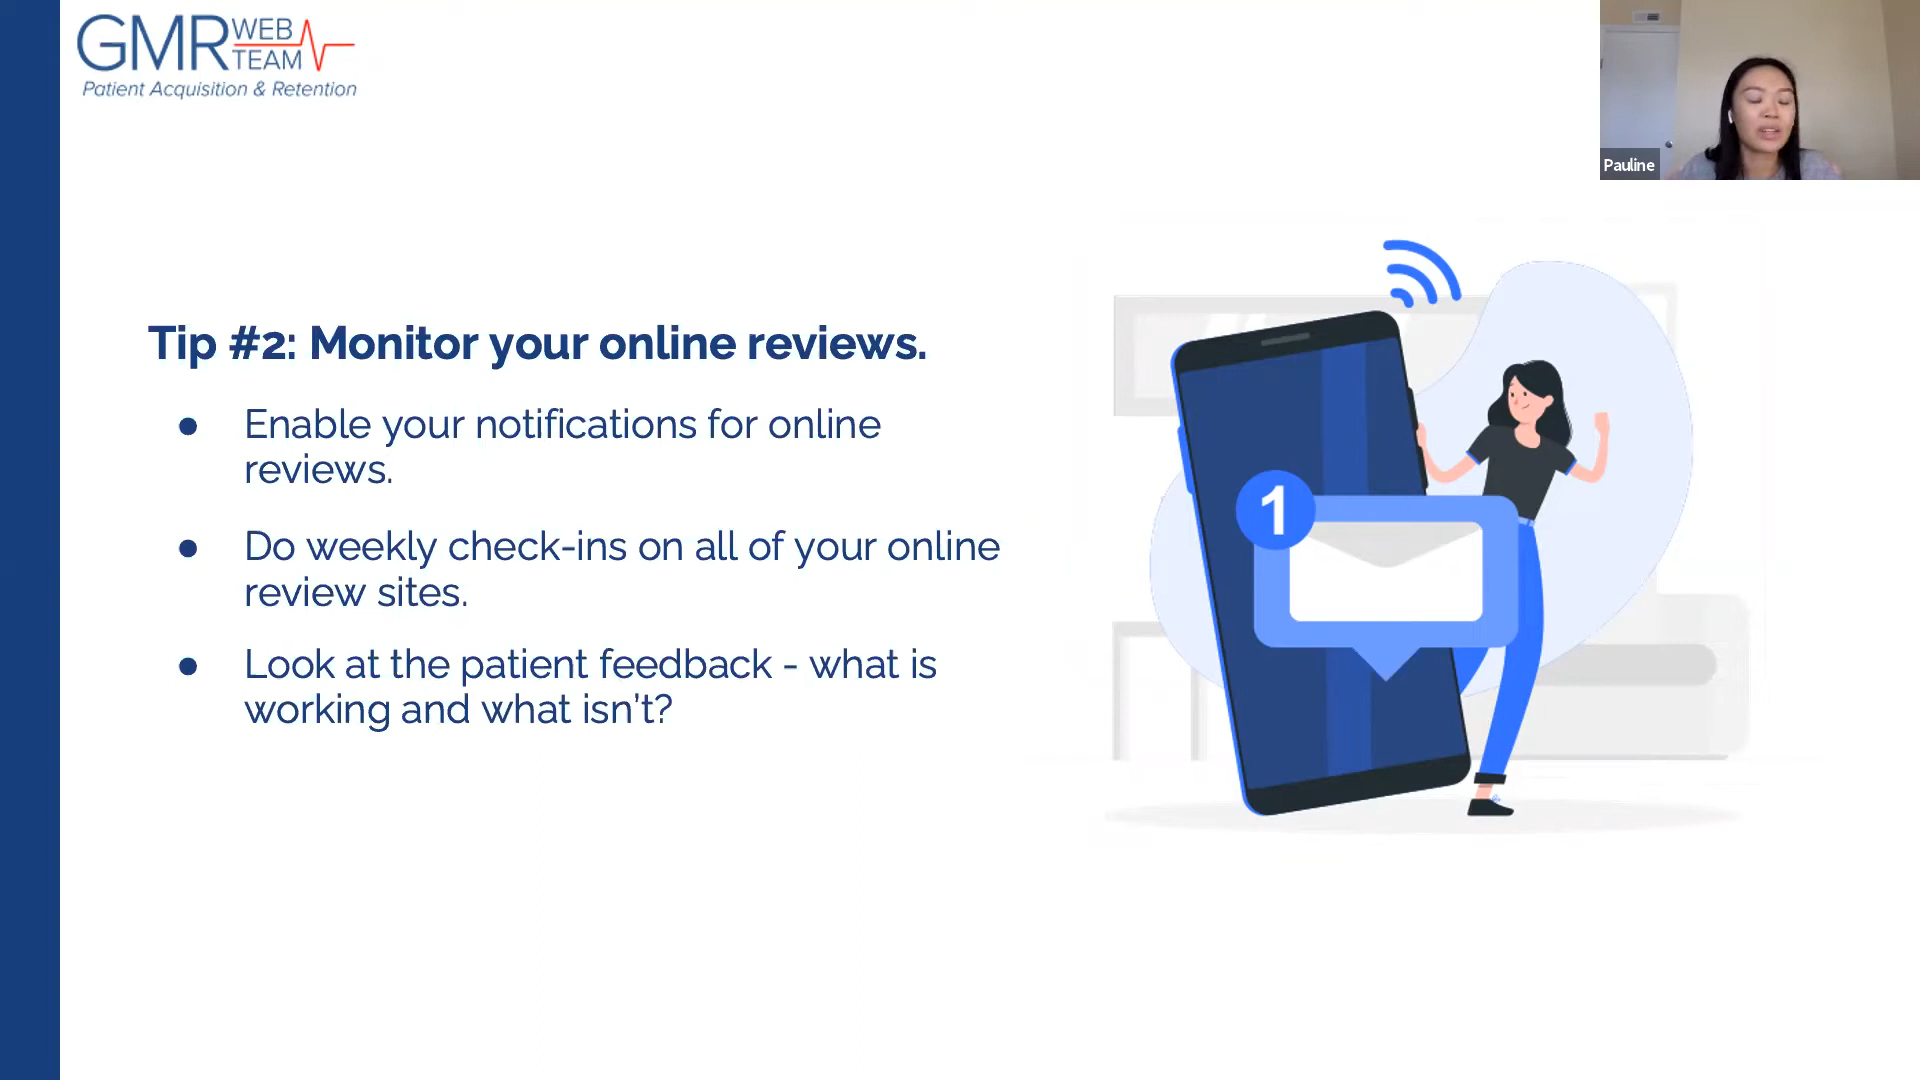 GMR WEB TEAM
Patient Acquisition & Retention
Pauline
Tip #2: Monitor your online reviews.
● Enable your notifications for online
reviews.
● Do weekly check-ins on all of your online
review sites.
● Look at the patient feedback - what is
working and what isn't?
1